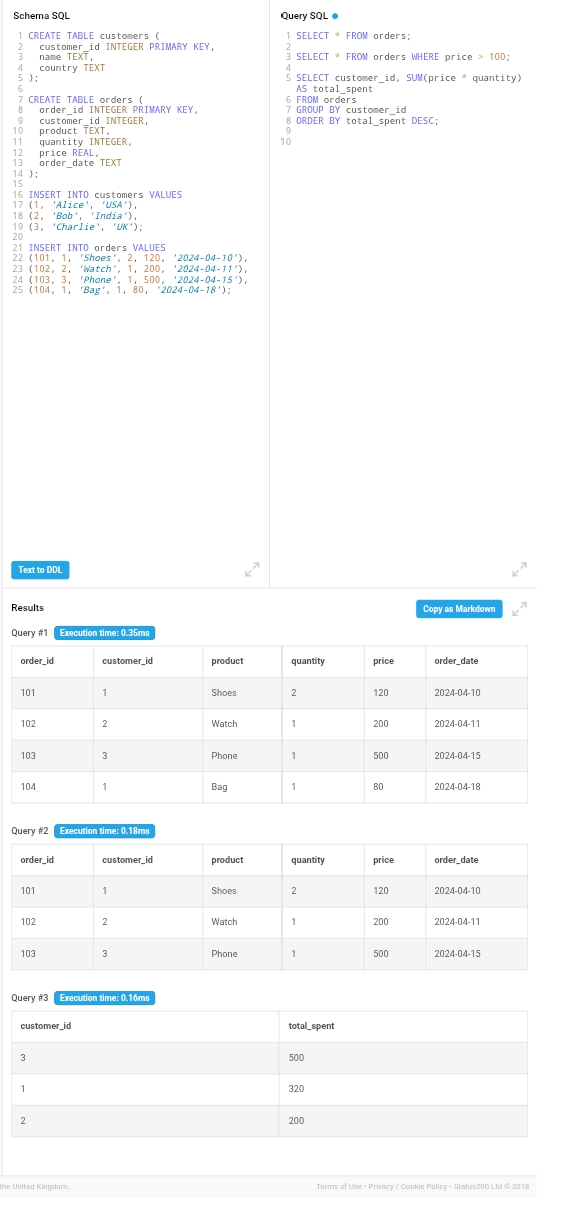 Schema SQL
1 CREATE TABLE customers (
2 customer_id INTEGER PRIMARY KEY,
3 name TEXT,
4 country TEXT
5 );
6
7 CREATE TABLE orders (
8 order_id INTEGER PRIMARY KEY,
9 customer_id INTEGER,
10 product TEXT,
11 quantity INTEGER,
12 price REAL,
13 order_date TEXT
14 );
15
16 INSERT INTO customers VALUES
17 (1, 'Alice', 'USA'),
18 (2, 'Bob', 'India'),
19 (3, 'Charlie', 'UK');
20
21 INSERT INTO orders VALUES
22 (101, 1, 'Shoes', 2, 120, '2024-04-10'),
23 (102, 2, 'Watch', 1, 200, '2024-04-11'),
24 (103, 3, 'Phone', 1, 500, '2024-04-15'),
25 (104, 1, 'Bag', 1, 80, '2024-04-18');
Text to DDL
Query SQL
1 SELECT * FROM orders;
2
3 SELECT * FROM orders WHERE price > 100;
4
5 SELECT customer_id, SUM(price * quantity)
AS total_spent
6 FROM orders
7 GROUP BY customer_id
8 ORDER BY total_spent DESC;
9
10
Results
Copy as Markdown
Query #1 Execution time: 0.35ms
order_id customer_id product quantity price order_date
101 1 Shoes 2 120 2024-04-10
102 2 Watch 1 200 2024-04-11
103 3 Phone 1 500 2024-04-15
104 1 Bag 1 80 2024-04-18
Query #2 Execution time: 0.18ms
order_id customer_id product quantity price order_date
101 1 Shoes 2 120 2024-04-10
102 2 Watch 1 200 2024-04-11
103 3 Phone 1 500 2024-04-15
Query #3 Execution time: 0.16ms
customer_id total_spent
3 500
1 320
2 200
the United Kingdom.
Terms of Use • Privacy / Cookie Policy • Status200 Ltd © 2018